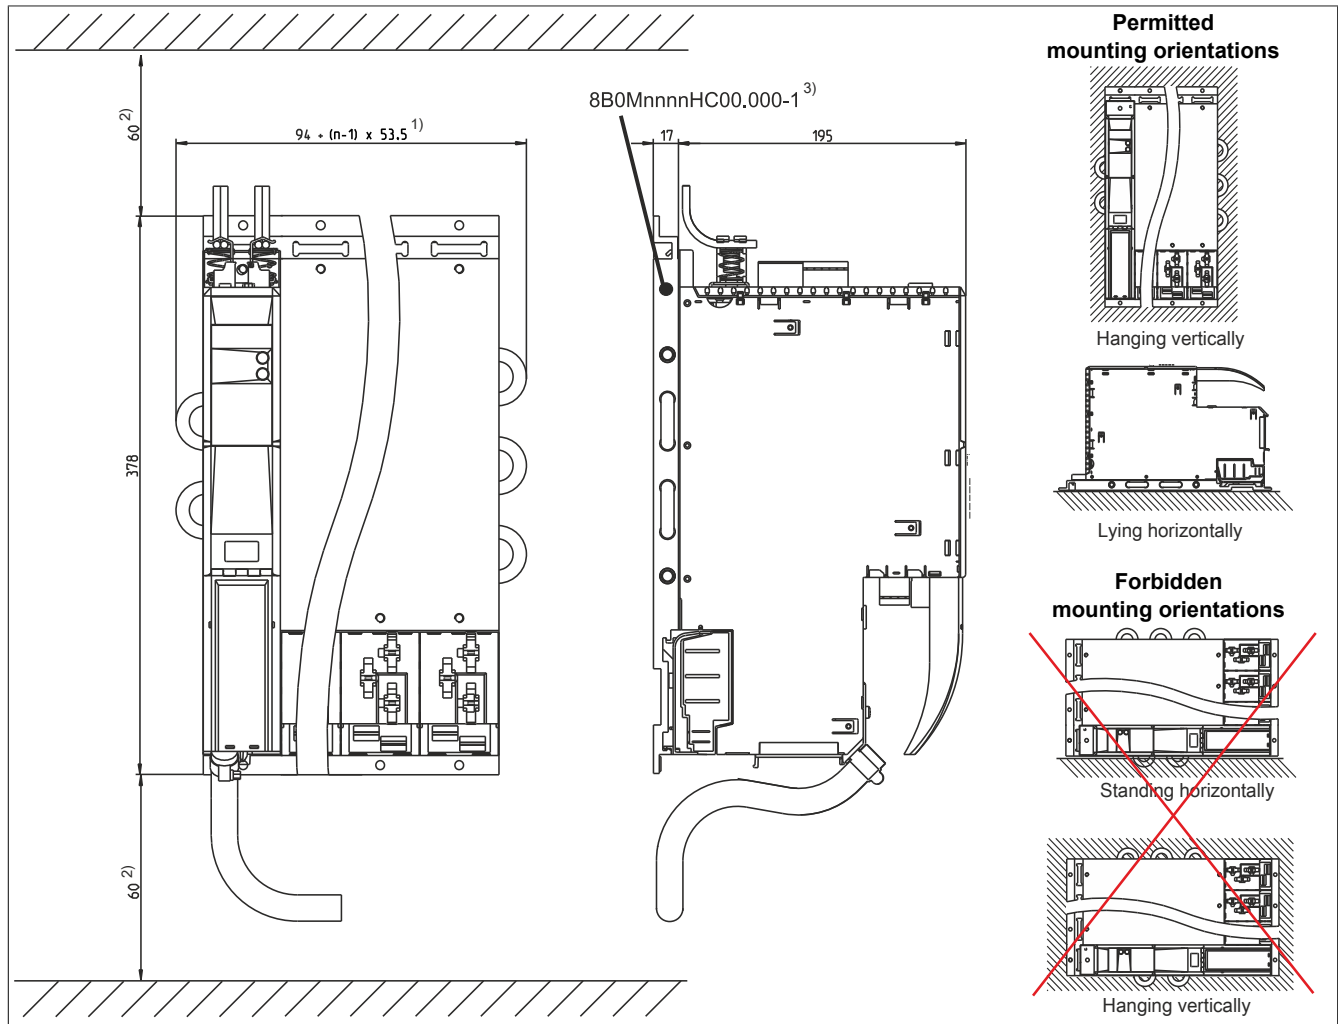 Permitted
mounting orientations
8B0MnnnnHC00.000-1 3)
60 2)
94 + (n-1) x 53.5 1)
17
195
Hanging vertically
378
Lying horizontally
Forbidden
mounting orientations
Standing horizontally
60 2)
Hanging vertically